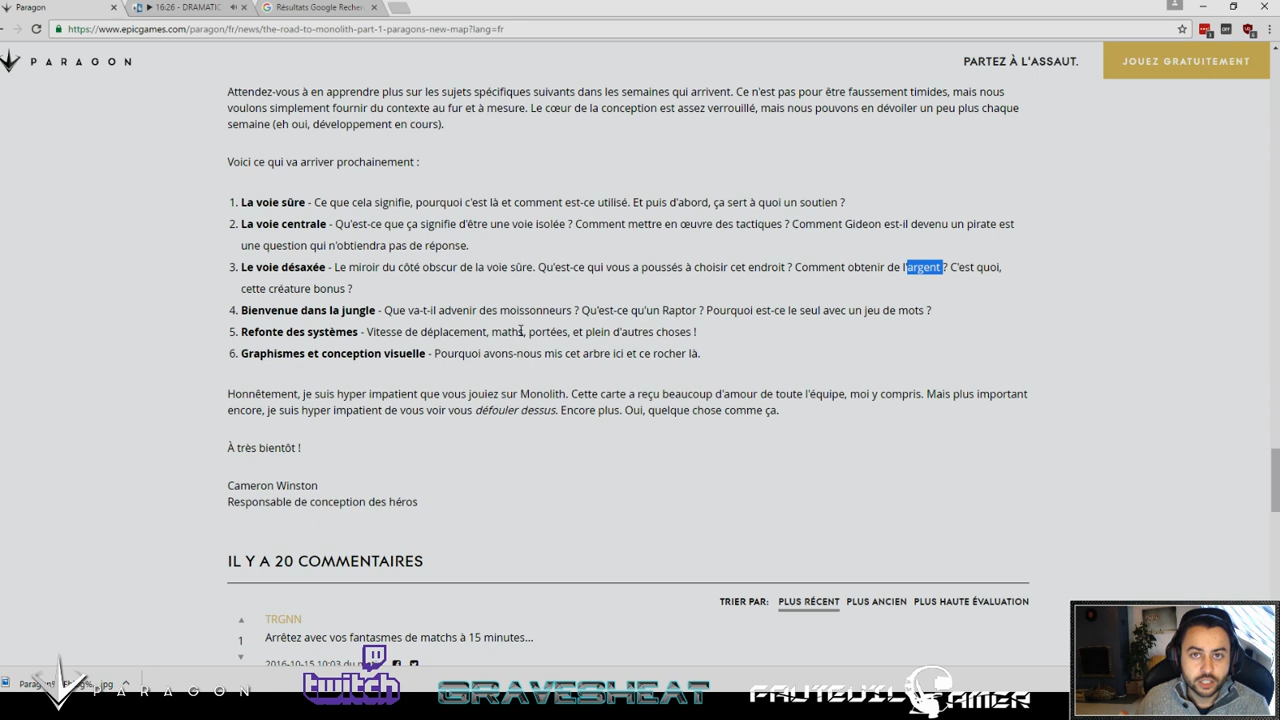 Paragon
16:26 - DRAMATIC
Résultats Google Recher
https://www.epicgames.com/paragon/fr/news/the-road-to-monolith-part-1-paragons-new-map?lang=fr
PARAGON
PARTEZ À L'ASSAUT.
JOUEZ GRATUITEMENT
Attendez-vous à en apprendre plus sur les sujets spécifiques suivants dans les semaines qui arrivent. Ce n'est pas pour être faussement timides, mais nous
voulons simplement fournir du contexte au fur et à mesure. Le cœur de la conception est assez verrouillé, mais nous pouvons en dévoiler un peu plus chaque
semaine (eh oui, développement en cours).
Voici ce qui va arriver prochainement :
1. La voie sûre - Ce que cela signifie, pourquoi c'est là et comment est-ce utilisé. Et puis d'abord, ça sert à quoi un soutien ?
2. La voie centrale - Qu'est-ce que ça signifie d'être une voie isolée ? Comment mettre en œuvre des tactiques ? Comment Gideon est-il devenu un pirate est
une question qui n'obtiendra pas de réponse.
3. Le voie désaxée - Le miroir du côté obscur de la voie sûre. Qu'est-ce qui vous a poussés à choisir cet endroit ? Comment obtenir de l'argent ? C'est quoi,
cette créature bonus ?
4. Bienvenue dans la jungle - Que va-t-il advenir des moissonneurs ? Qu'est-ce qu'un Raptor ? Pourquoi est-ce le seul avec un jeu de mots ?
5. Refonte des systèmes - Vitesse de déplacement, maths, portées, et plein d'autres choses !
6. Graphismes et conception visuelle - Pourquoi avons-nous mis cet arbre ici et ce rocher là.
Honnêtement, je suis hyper impatient que vous jouiez sur Monolith. Cette carte a reçu beaucoup d'amour de toute l'équipe, moi y compris. Mais plus important
encore, je suis hyper impatient de vous voir vous défouler dessus. Encore plus. Oui, quelque chose comme ça.
À très bientôt !
Cameron Winston
Responsable de conception des héros
IL Y A 20 COMMENTAIRES
TRIER PAR: PLUS RÉCENT PLUS ANCIEN PLUS HAUTE ÉVALUATION
TRGNN
1
Arrêtez avec vos fantasmes de matchs à 15 minutes...
2016-10-15 10:03 du
PARAGON
twitch
GRAVESHEAT
FAUTEUIL GAMER